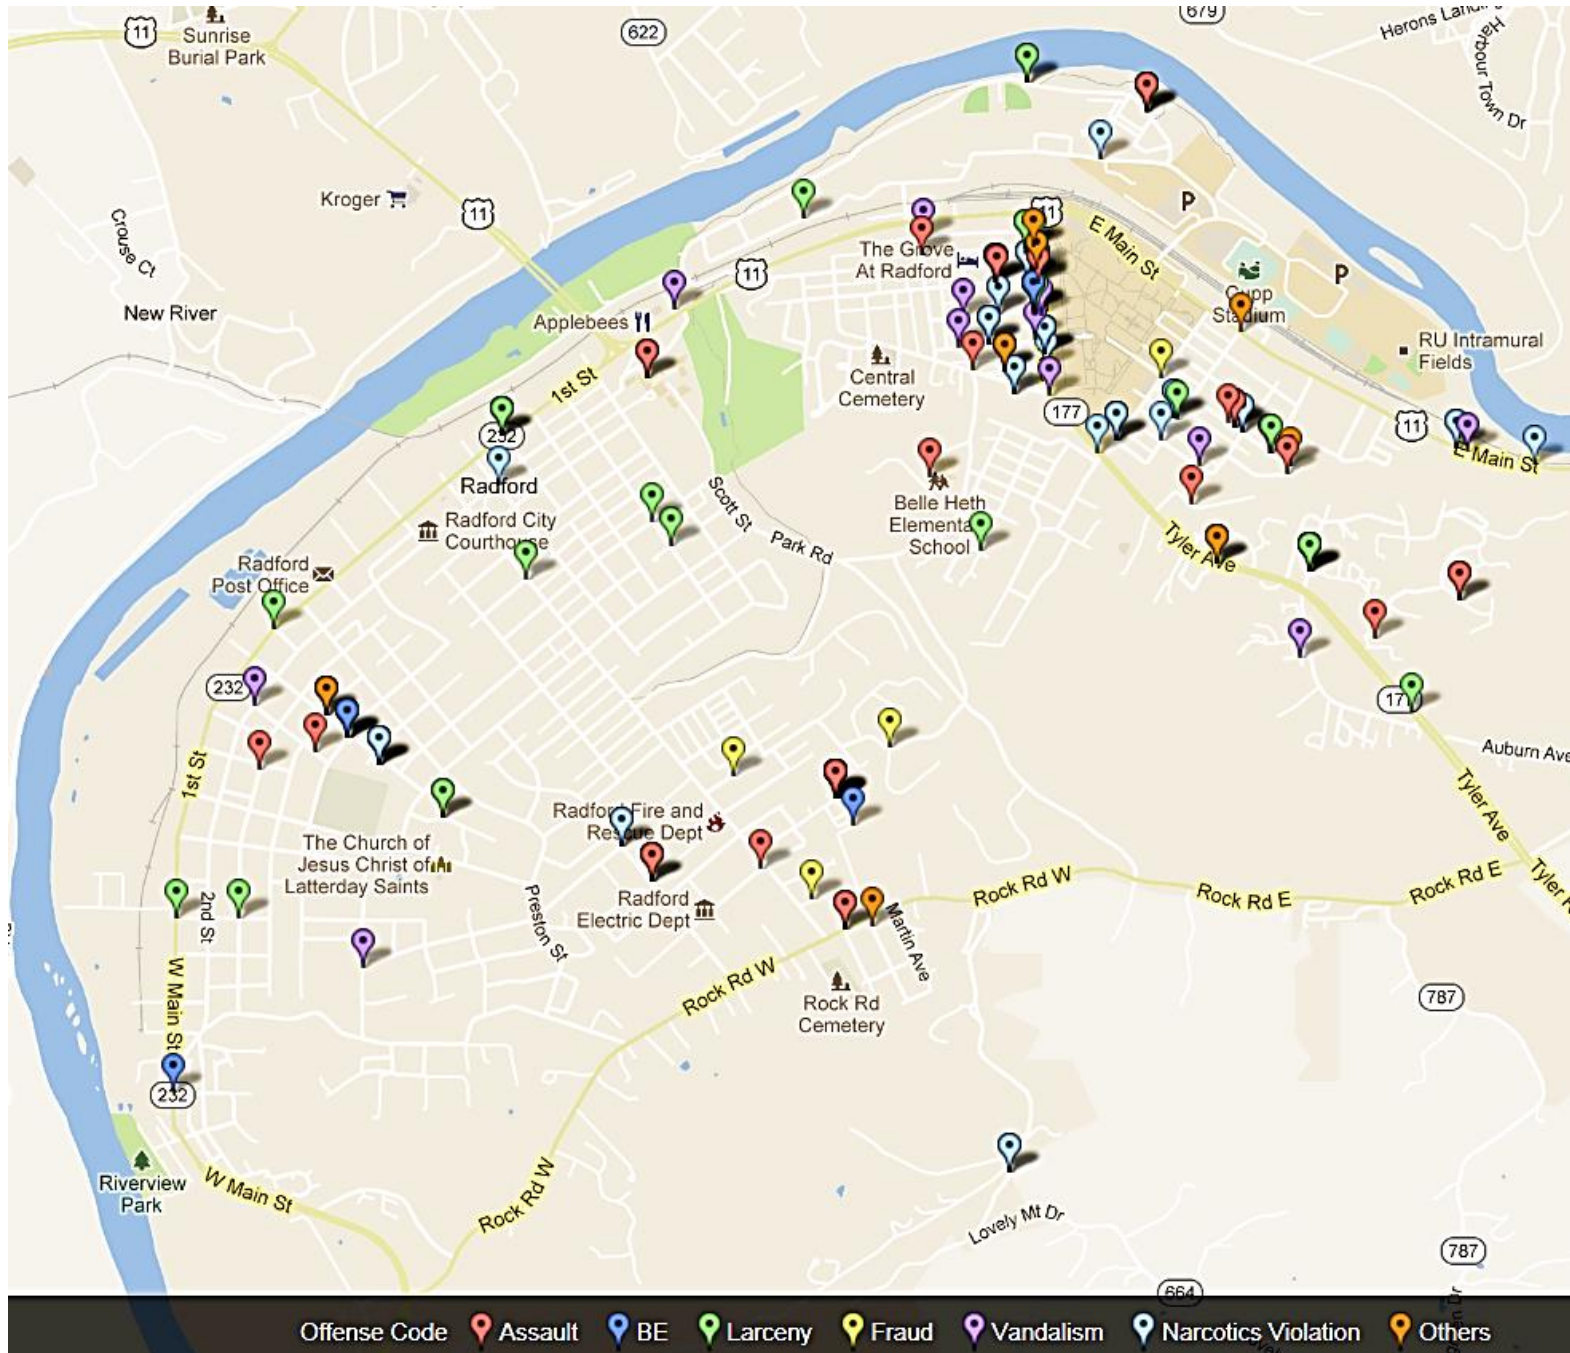 11
Sunrise
Burial Park
622
679
Harbour Town Dr
Kroger
11
Crouse Ct
New River
11
Applebees
1st St
The Grove
At Radford
11
E Main St
P
P
Cupp
Stadium
RU Intramural
Fields
Central
Cemetery
177
11
E Main St
232
Radford
Radford City
Courthouse
Scott St
Park Rd
Belle Heth
School
Tyler Ave
Radford
Post Office
232
1st St
177
Auburn Ave
Tyler Ave
Radford Fire and
Rescue Dept
The Church of
Jesus Christ of
Latterday Saints
2nd St
Preston St
Radford
Electric Dept
Martin Ave
Rock Rd W
Rock Rd E
Rock Rd E
Tyler
W Main St
Rock Rd W
Rock Rd
Cemetery
787
232
Riverview
Park
W Main St
Rock Rd W
Lovely Mt Dr
787
664
Offense Code Assault BE Larceny Fraud Vandalism Narcotics Violation Others